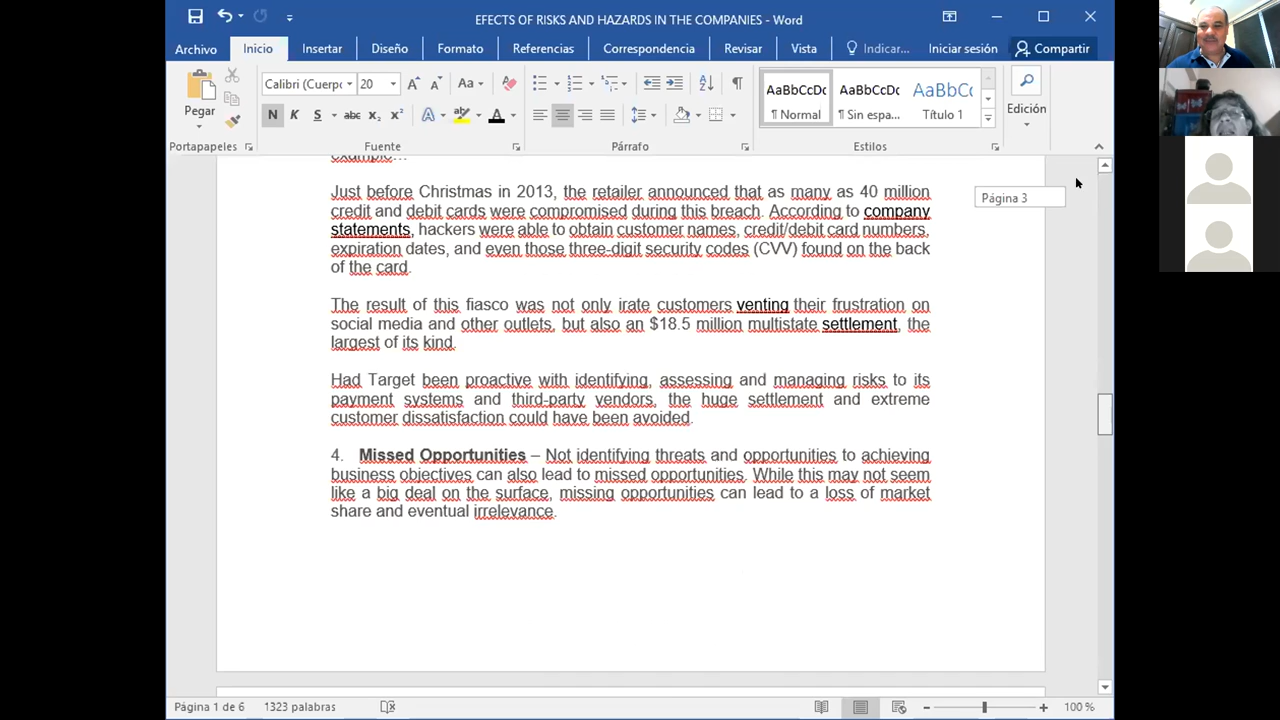 EFECTS OF RISKS AND HAZARDS IN THE COMPANIES - Word
Archivo Inicio Insertar Diseño Formato Referencias Correspondencia Revisar Vista Indicar... Iniciar sesión Compartir
Calibri (Cuerpo 20 Aa
AaBbCcDc AaBbCcDc AaBbCc
Pegar N K S abc x₂ x² A A ¶ Normal ¶ Sin espa... Título 1 Edición
Portapapeles Fuente Párrafo Estilos
example...
Página 3
Just before Christmas in 2013, the retailer announced that as many as 40 million
credit and debit cards were compromised during this breach. According to company
statements, hackers were able to obtain customer names, credit/debit card numbers,
expiration dates, and even those three-digit security codes (CVV) found on the back
of the card.
The result of this fiasco was not only irate customers venting their frustration on
social media and other outlets, but also an $18.5 million multistate settlement, the
largest of its kind.
Had Target been proactive with identifying, assessing and managing risks to its
payment systems and third-party vendors, the huge settlement and extreme
customer dissatisfaction could have been avoided.
4. Missed Opportunities – Not identifying threats and opportunities to achieving
business objectives can also lead to missed opportunities. While this may not seem
like a big deal on the surface, missing opportunities can lead to a loss of market
share and eventual irrelevance.
Página 1 de 6 1323 palabras 100 %